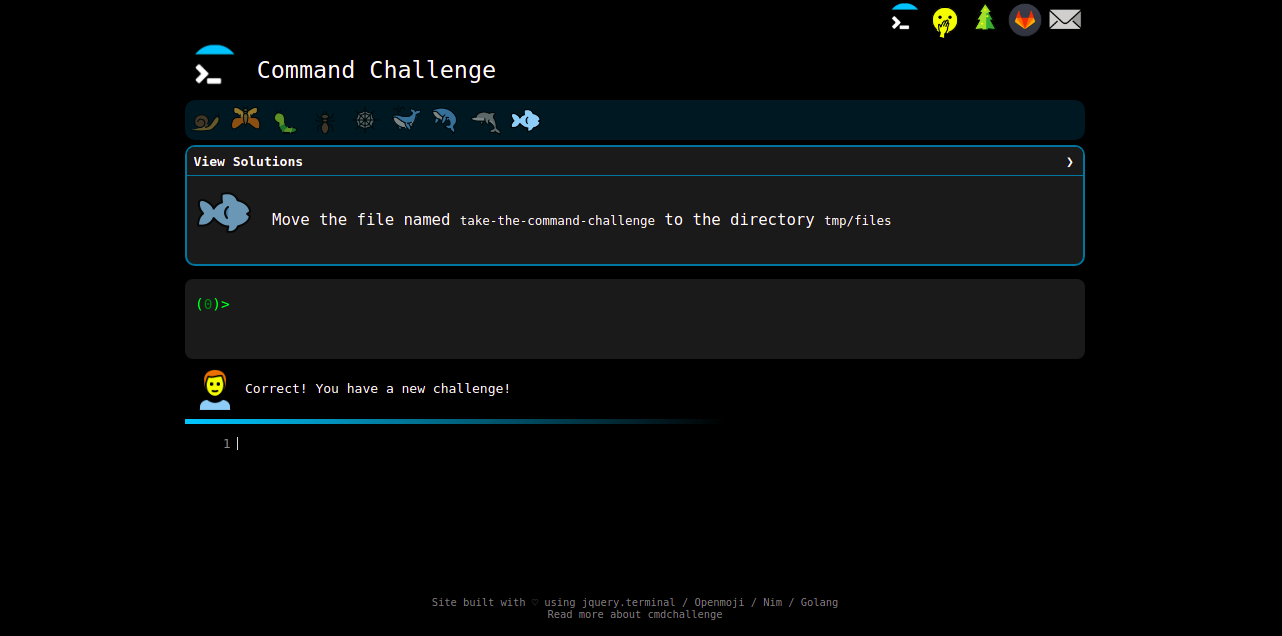 Command Challenge
View Solutions ❯
Move the file named take-the-command-challenge to the directory tmp/files
(0)>
Correct! You have a new challenge!
1
Site built with ♡ using jquery.terminal / Openmoji / Nim / Golang
Read more about cmdchallenge